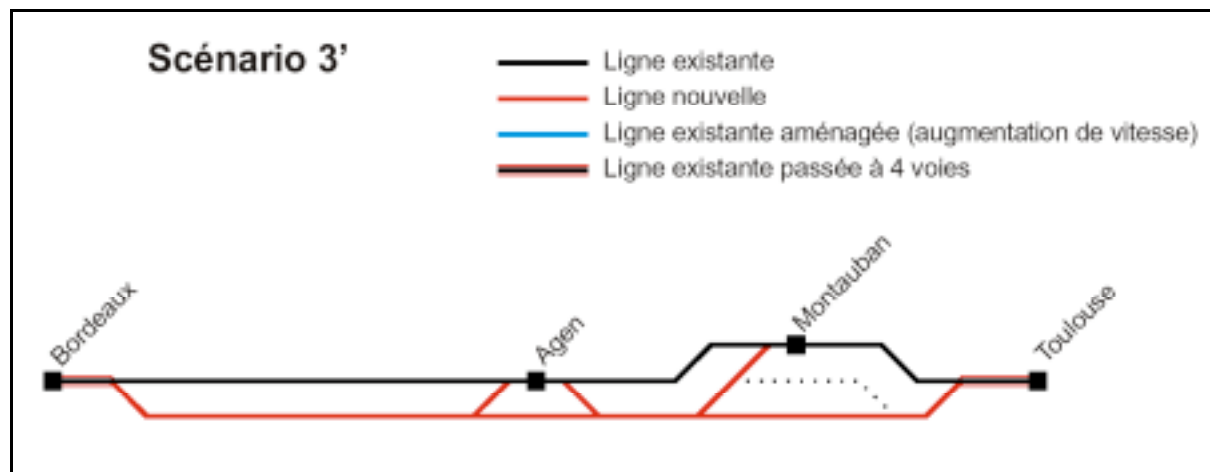 Scénario 3’
Ligne existante
Ligne nouvelle
Ligne existante aménagée (augmentation de vitesse)
Ligne existante passée à 4 voies
Bordeaux
Agen
Montauban
Toulouse